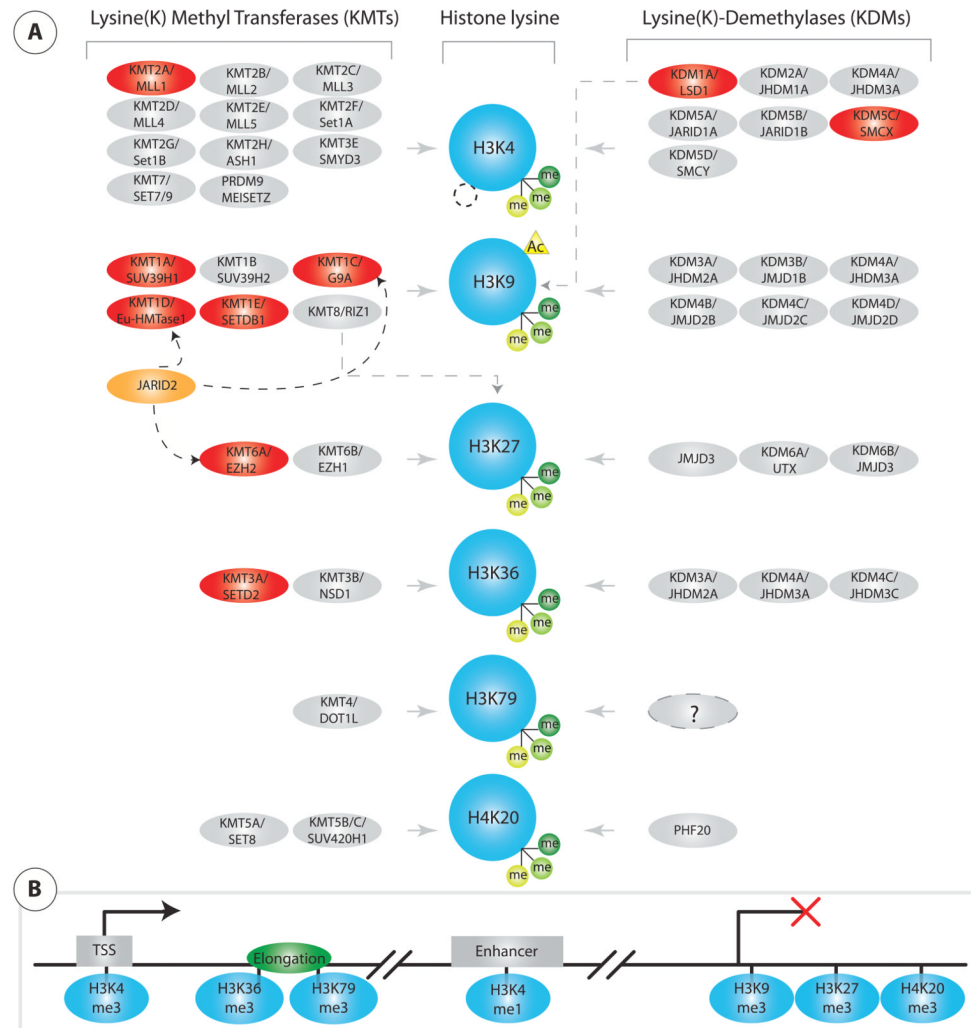 A
Lysine(K) Methyl Transferases (KMTs)
Histone lysine
Lysine(K)-Demethylases (KDMs)
KMT2A/
MLL1
KMT2B/
MLL2
KMT2C/
MLL3
KMT2D/
MLL4
KMT2E/
MLL5
KMT2F/
Set1A
KMT2G/
Set1B
KMT2H/
ASH1
KMT3E
SMYD3
KMT7/
SET7/9
PRDM9
MEISETZ
H3K4
me
me
me
KDM1A/
LSD1
KDM2A/
JHDM1A
KDM4A/
JHDM3A
KDM5A/
JARID1A
KDM5B/
JARID1B
KDM5C/
SMCX
KDM5D/
SMCY
KMT1A/
SUV39H1
KMT1B
SUV39H2
KMT1C/
G9A
KMT1D/
Eu-HMTase1
KMT1E/
SETDB1
KMT8/RIZ1
Ac
H3K9
me
me
me
KDM3A/
JHDM2A
KDM3B/
JMJD1B
KDM4A/
JHDM3A
KDM4B/
JMJD2B
KDM4C/
JMJD2C
KDM4D/
JMJD2D
JARID2
KMT6A/
EZH2
KMT6B/
EZH1
H3K27
me
me
me
JMJD3
KDM6A/
UTX
KDM6B/
JMJD3
KMT3A/
SETD2
KMT3B/
NSD1
H3K36
me
me
me
KDM3A/
JHDM2A
KDM4A/
JHDM3A
KDM4C/
JHDM3C
KMT4/
DOT1L
H3K79
me
me
me
?
KMT5A/
SET8
KMT5B/C/
SUV420H1
H4K20
me
me
me
PHF20
B
TSS
H3K4
me3
Elongation
H3K36
me3
H3K79
me3
Enhancer
H3K4
me1
H3K9
me3
H3K27
me3
H4K20
me3